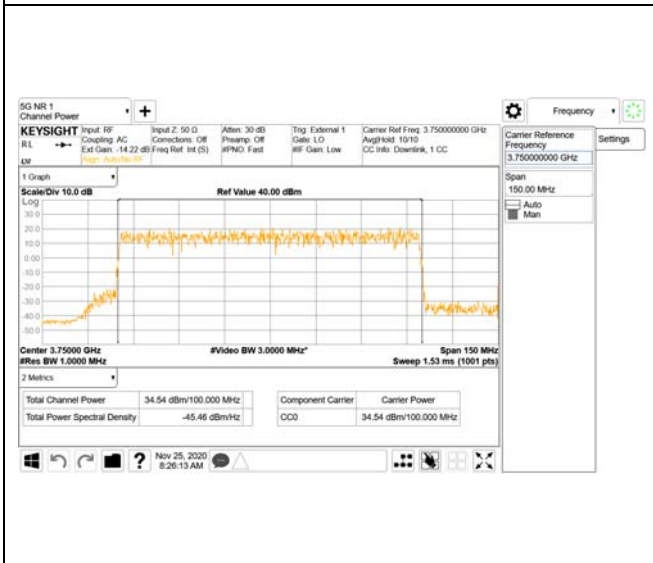 5G NR 1
Channel Power
+
Frequency
KEYSIGHT
RL
Input: RF
Coupling: AC
Ext Gain: -14.22 dB
Align: Auto/No RF
Input Z: 50 Ω
Corrections: Off
Freq Ref: Int (S)
Atten: 30 dB
Preamp: Off
#PNO: Fast
Trig: External 1
Gate: LO
#IF Gain: Low
Carrier Ref Freq: 3.750000000 GHz
Avg|Hold: 10/10
CC Info: Downlink, 1 CC
Carrier Reference
Frequency
3.750000000 GHz
Settings
Span
150.00 MHz
Auto
Man
1 Graph
Scale/Div 10.0 dB
Ref Value 40.00 dBm
Log
30.0
20.0
10.0
0.00
-10.0
-20.0
-30.0
-40.0
-50.0
Center 3.75000 GHz
#Video BW 3.0000 MHz*
Span 150 MHz
#Res BW 1.0000 MHz
Sweep 1.53 ms (1001 pts)
2 Metrics
Total Channel Power
34.54 dBm/100.000 MHz
Total Power Spectral Density
-45.46 dBm/Hz
Component Carrier
Carrier Power
CC0
34.54 dBm/100.000 MHz
?
Nov 25, 2020
8:26:13 AM